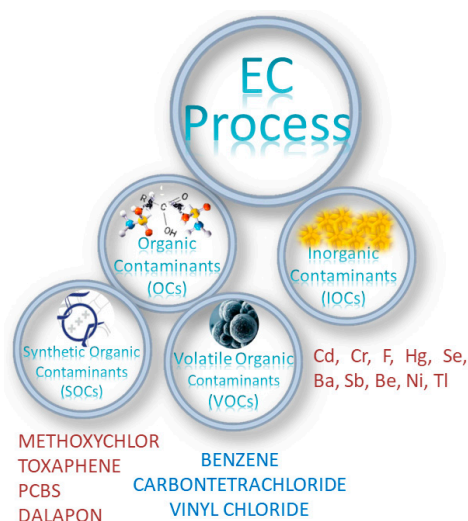 EC
Process
R
C
O
OH
Organic
Contaminants
(OCs)
Inorganic
Contaminants
(IOCs)
Synthetic Organic
Contaminants
(SOCs)
Volatile Organic
Contaminants
(VOCs)
Cd, Cr, F, Hg, Se,
Ba, Sb, Be, Ni, Tl
METHOXYCHLOR
TOXAPHENE
PCBS
DALAPON
BENZENE
CARBONTETRACHLORIDE
VINYL CHLORIDE